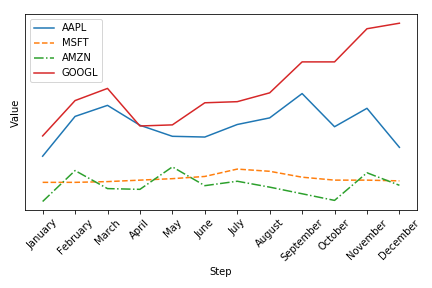 AAPL
MSFT
AMZN
GOOGL
Value
January
February
March
April
May
June
July
August
September
October
November
December
Step